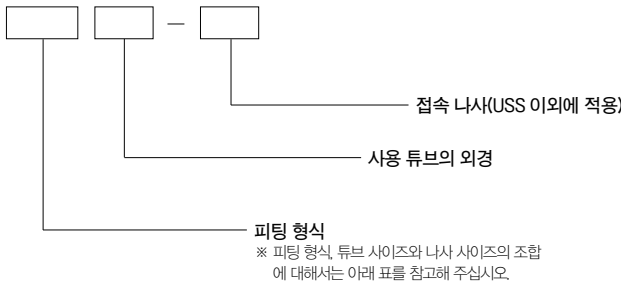 접속 나사(USS 이외에 적용)
사용 튜브의 외경
피팅 형식
※ 피팅 형식, 튜브 사이즈와 나사 사이즈의 조합
에 대해서는 아래 표를 참고해 주십시오.